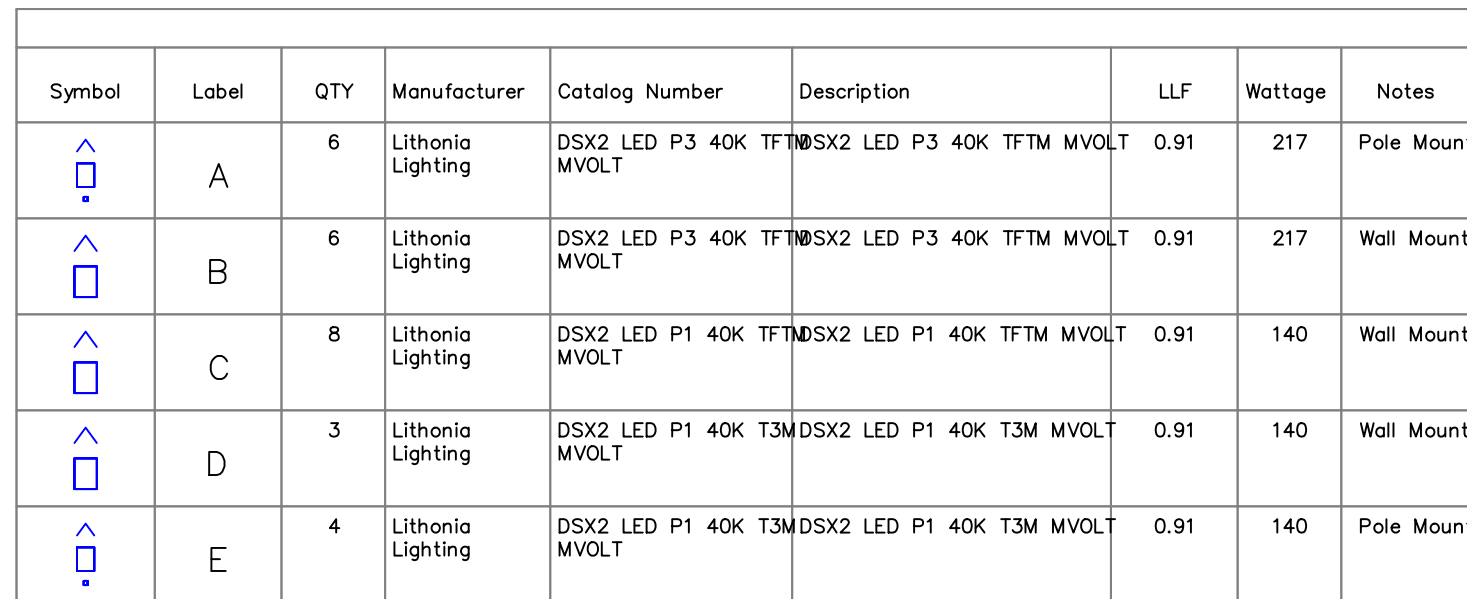 Symbol Label QTY Manufacturer Catalog Number Description LLF Wattage Notes
A 6 Lithonia Lighting DSX2 LED P3 40K TFTM MVOLT DSX2 LED P3 40K TFTM MVOLT 0.91 217 Pole Moun
B 6 Lithonia Lighting DSX2 LED P3 40K TFTM MVOLT DSX2 LED P3 40K TFTM MVOLT 0.91 217 Wall Mount
C 8 Lithonia Lighting DSX2 LED P1 40K TFTM MVOLT DSX2 LED P1 40K TFTM MVOLT 0.91 140 Wall Mount
D 3 Lithonia Lighting DSX2 LED P1 40K T3M MVOLT DSX2 LED P1 40K T3M MVOLT 0.91 140 Wall Mount
E 4 Lithonia Lighting DSX2 LED P1 40K T3M MVOLT DSX2 LED P1 40K T3M MVOLT 0.91 140 Pole Moun